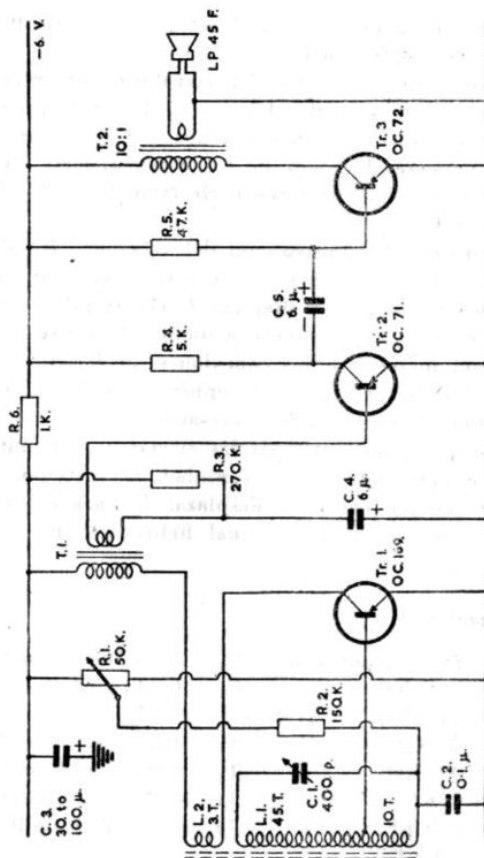 −6. V.
R.6.
1.K.
C.3.
30. to
100. μ.
R.1.
50.K.
T.1.
R.3.
270.K.
R.4.
5.K.
R.5.
47.K.
T.2.
10:1
LP 45 F.
L.2.
3.T.
L.1.
45.T.
10.T.
C.1.
400.p.
R.2.
150.K.
C.2.
0.1.μ
Tr.1.
OC.169.
C.4.
6.μ
+
Tr.2.
OC.71.
C.5.
6.μ
−
+
Tr.3
OC.72.
+